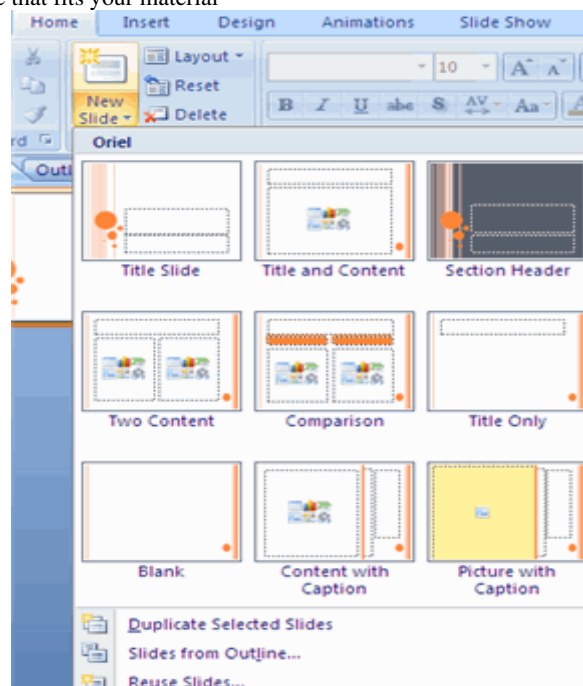 e that fits your material
Home Insert Design Animations Slide Show
Layout
10 A A
Reset
New
Slide
Delete
B I U abc S AV Aa A
rd
Outl
Oriel
Title Slide Title and Content Section Header
Two Content Comparison Title Only
Blank Content with Caption Picture with Caption
Duplicate Selected Slides
Slides from Outline...
Reuse Slides...